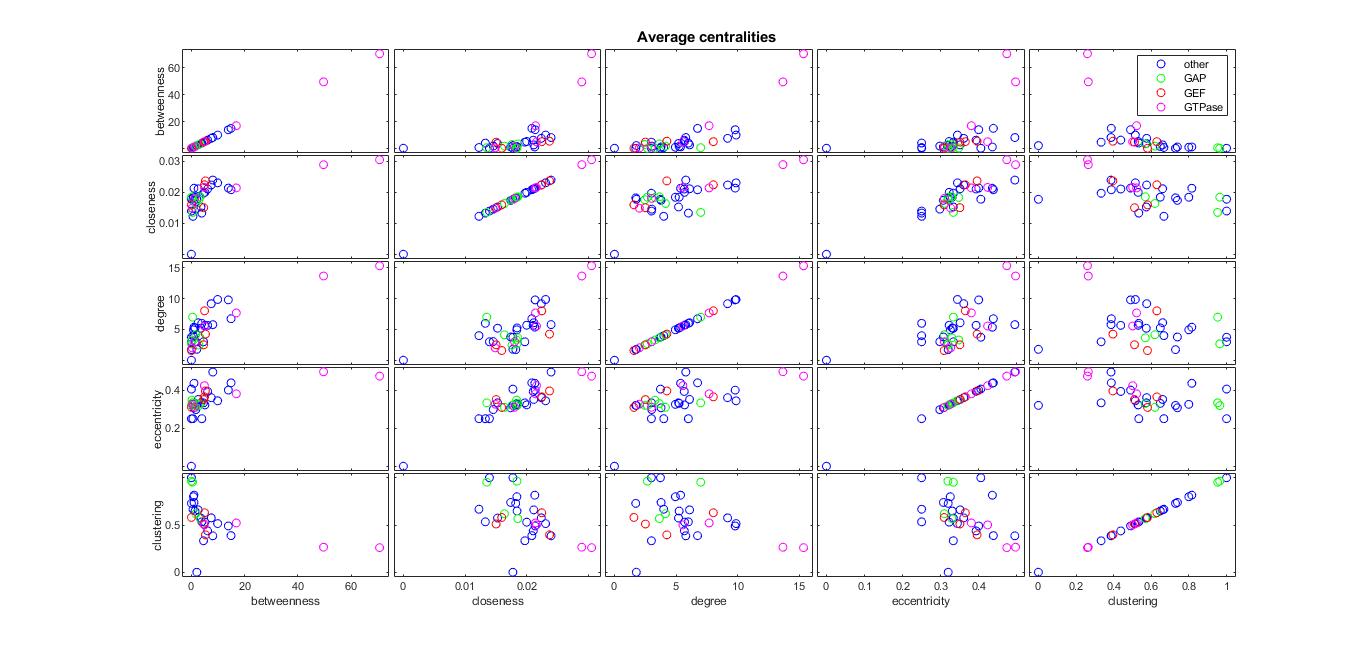 Average centralities
betweenness
60
40
20
other
GAP
GEF
GTPase
closeness
0.03
0.02
0.01
degree
15
10
5
eccentricity
0.4
0.2
clustering
0.5
0
0 20 40 60
0 0.01 0.02
0 5 10 15
0 0.1 0.2 0.3 0.4
0 0.2 0.4 0.6 0.8 1
betweenness
closeness
degree
eccentricity
clustering